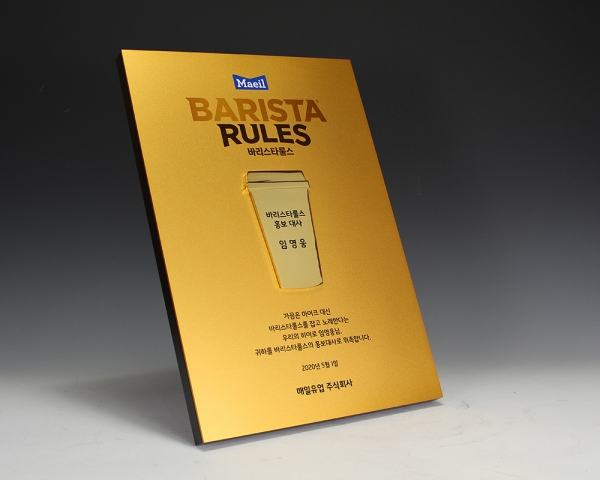 Maeil
BARISTA
RULES
바리스타룰스
바리스타룰스
홍보 대사
임영웅
가끔은 마이크 대신
바리스타룰스를 잡고 노래한다는
우리의 히어로 임영웅님.
귀하를 바리스타룰스의 홍보대사로 위촉합니다.
2020년 5월 1일
매일유업 주식회사